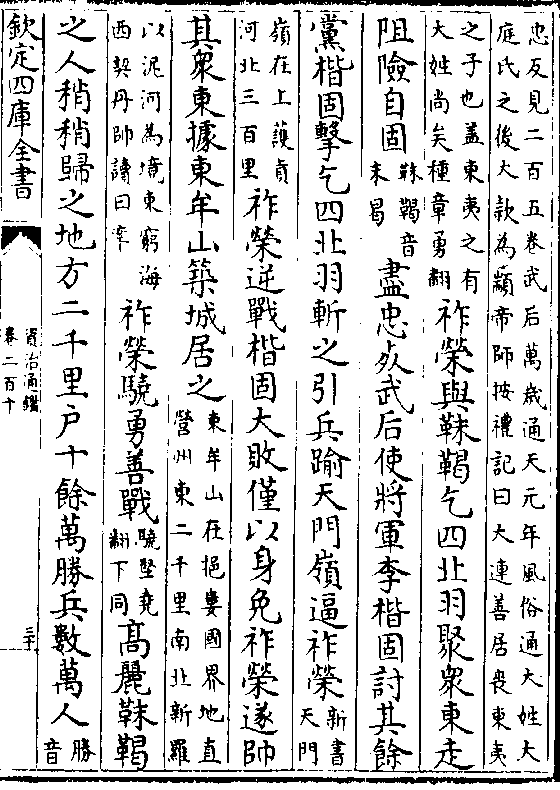 忠反見二百五卷武后萬歲通天元年風俗通大姓大
庭氏之後大款為顓帝師按禮記曰大連善居喪東夷
之子也盖東夷之有
大姓尚矣種章勇翻
祚榮與靺鞨乞四北羽聚衆東走
阻險自固
靺鞨音
末曷
盡忠死武后使將軍李楷固討其餘
黨楷固擊乞四北羽斬之引兵踰天門嶺逼祚榮
新書
天門
嶺在上護貞
河北三百里
祚榮逆戰楷固大敗僅以身免祚榮遂帥
其衆東據東牟山築城居之
東牟山在挹婁國界地直
營州東二千里南北新羅
以泥河為境東窮海
西契丹帥讀曰率
祚榮驍勇善戰
驍堅堯
翻下同
高麗靺鞨
之人稍稍歸之地方二千里户十餘萬勝兵數萬人
勝
音
欽定四庫全書
資治通鑑
卷二百十
三十